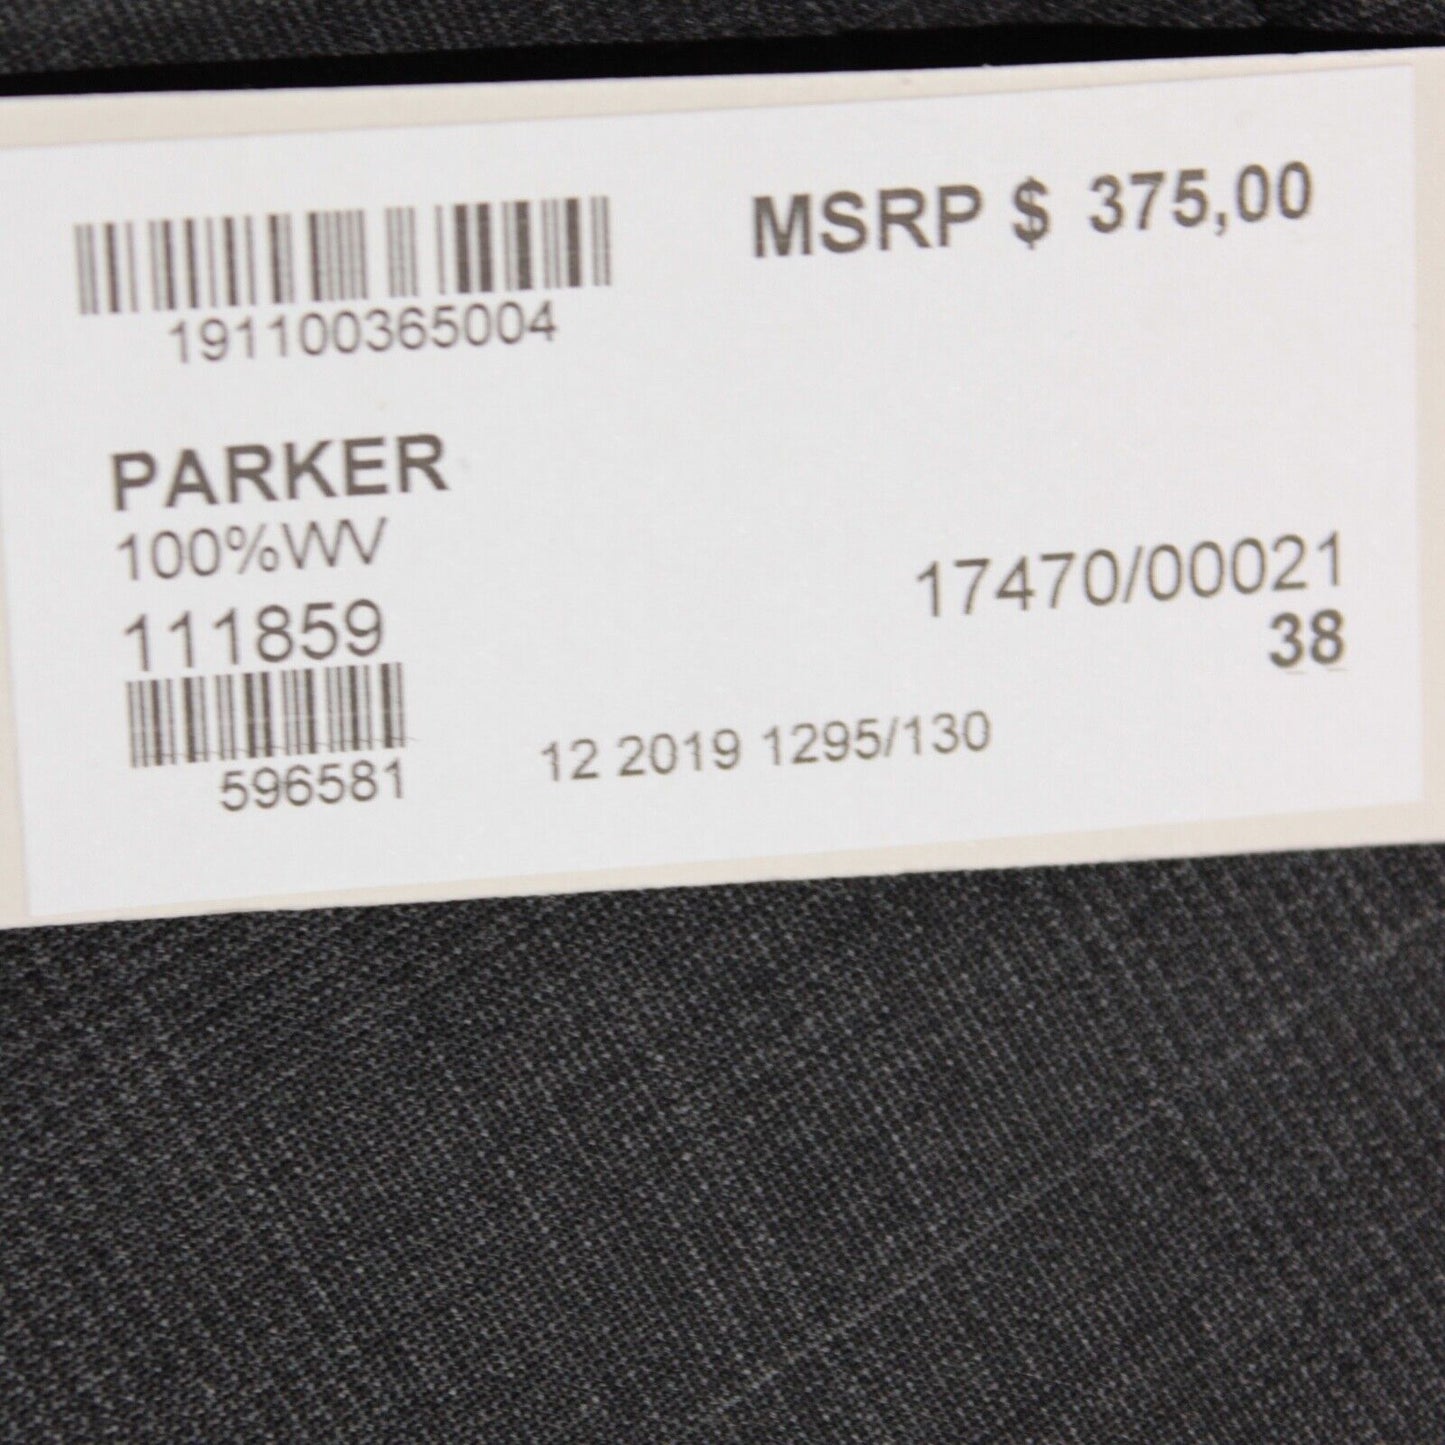 MSRP $ 375,00
191100365004
PARKER
100%WV
111859
17470/00021
38
596581
12 2019 1295/130